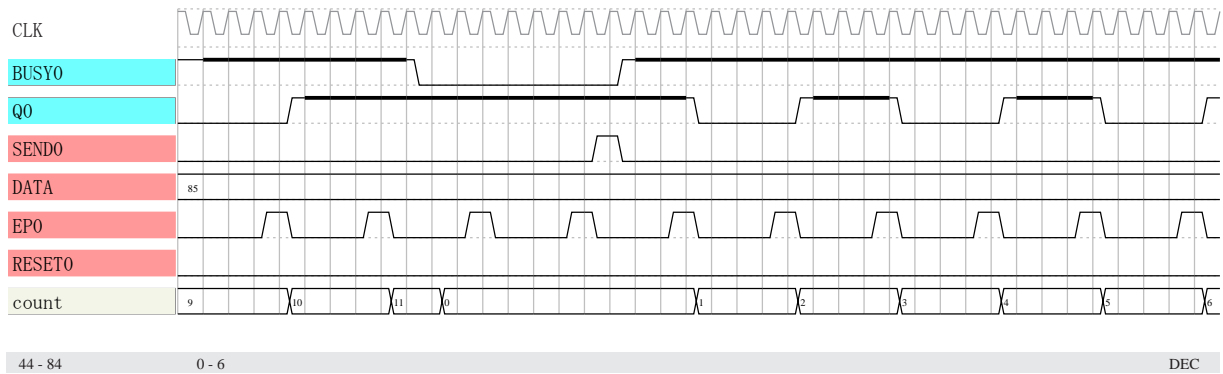 CLK
BUSY0
Q0
SEND0
DATA 85
EP0
RESET0
count 9 10 11 0 1 2 3 4 5 6
44 - 84 0 - 6 DEC